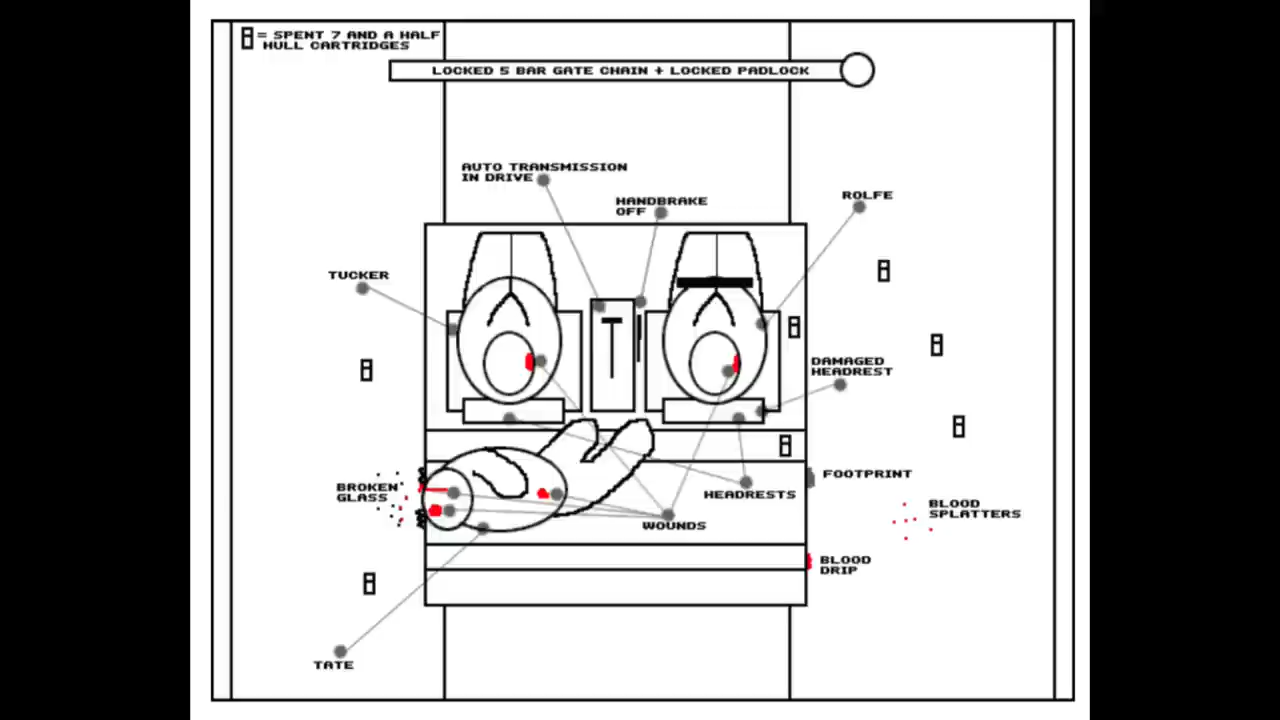 = SPENT 7 AND A HALF
HULL CARTRIDGES
LOCKED 5 BAR GATE CHAIN + LOCKED PADLOCK
AUTO TRANSMISSION
IN DRIVE
HANDBRAKE
OFF
ROLFE
TUCKER
DAMAGED
HEADREST
BROKEN
GLASS
FOOTPRINT
HEADRESTS
BLOOD
SPLATTERS
WOUNDS
BLOOD
DRIP
TATE